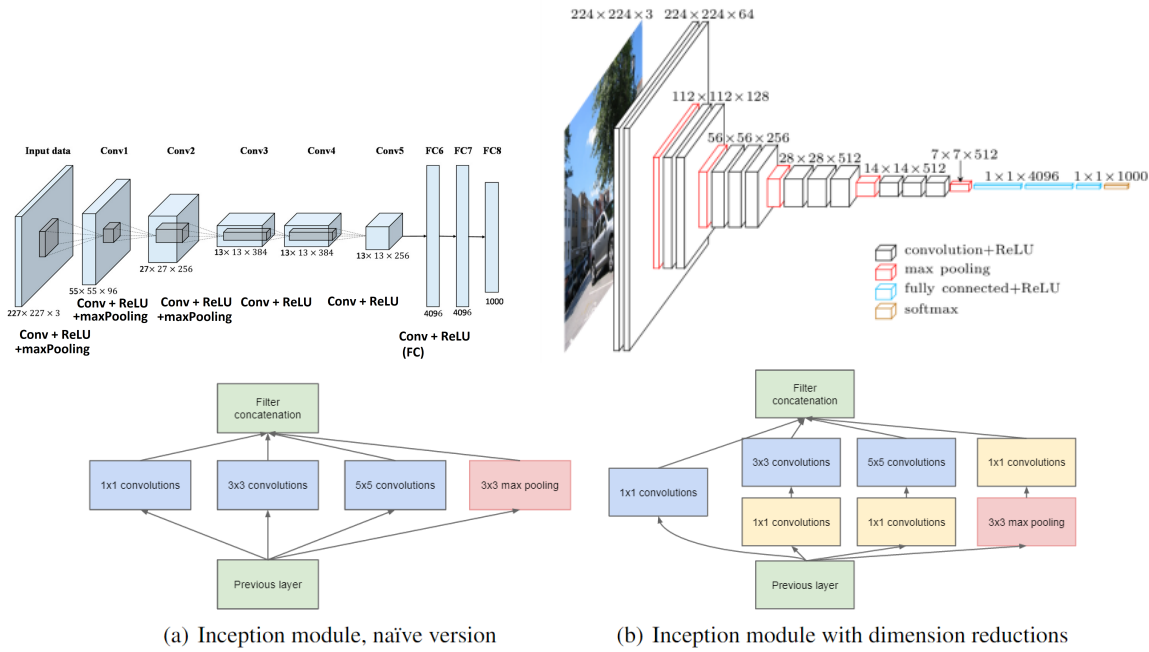 Input data
Conv1
Conv2
Conv3
Conv4
Conv5
FC6
FC7
FC8
227× 227 × 3
55× 55 × 96
27× 27 × 256
13× 13 × 384
13× 13 × 384
13× 13 × 256
4096
4096
1000
Conv + ReLU
+maxPooling
Conv + ReLU
+maxPooling
Conv + ReLU
+maxPooling
Conv + ReLU
Conv + ReLU
Conv + ReLU
(FC)
224×224×3
224×224×64
112×112×128
56×56×256
28×28×512
14×14×512
7×7×512
1×1×4096
1×1×1000
convolution+ReLU
max pooling
fully connected+ReLU
softmax
Filter
concatenation
1x1 convolutions
3x3 convolutions
5x5 convolutions
3x3 max pooling
Previous layer
(a) Inception module, naïve version
Filter
concatenation
3x3 convolutions
5x5 convolutions
1x1 convolutions
1x1 convolutions
1x1 convolutions
1x1 convolutions
3x3 max pooling
Previous layer
(b) Inception module with dimension reductions